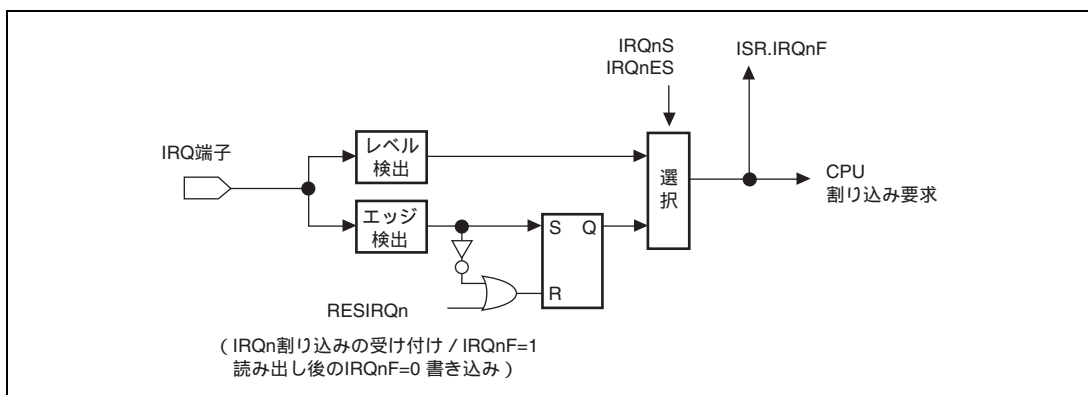 IRQnS
IRQnES
ISR.IRQnF
IRQ端子
レベル
検出
選
択
CPU
割り込み要求
エッジ
検出
S Q
R
RESIRQn
（IRQn割り込みの受け付け / IRQnF=1
読み出し後のIRQnF=0 書き込み）